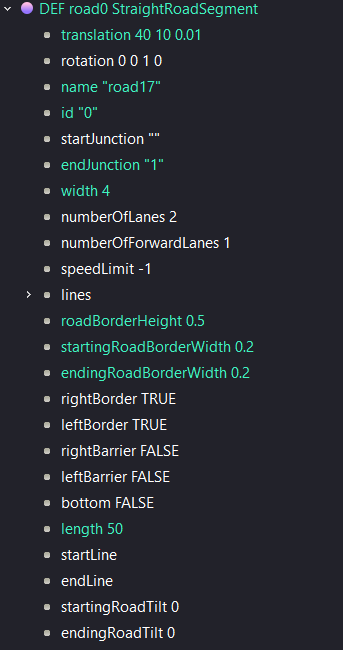 DEF road0 StraightRoadSegment
translation 40 10 0.01
rotation 0 0 1 0
name "road17"
id "0"
startJunction ""
endJunction "1"
width 4
numberOfLanes 2
numberOfForwardLanes 1
speedLimit -1
lines
roadBorderHeight 0.5
startingRoadBorderWidth 0.2
endingRoadBorderWidth 0.2
rightBorder TRUE
leftBorder TRUE
rightBarrier FALSE
leftBarrier FALSE
bottom FALSE
length 50
startLine
endLine
startingRoadTilt 0
endingRoadTilt 0